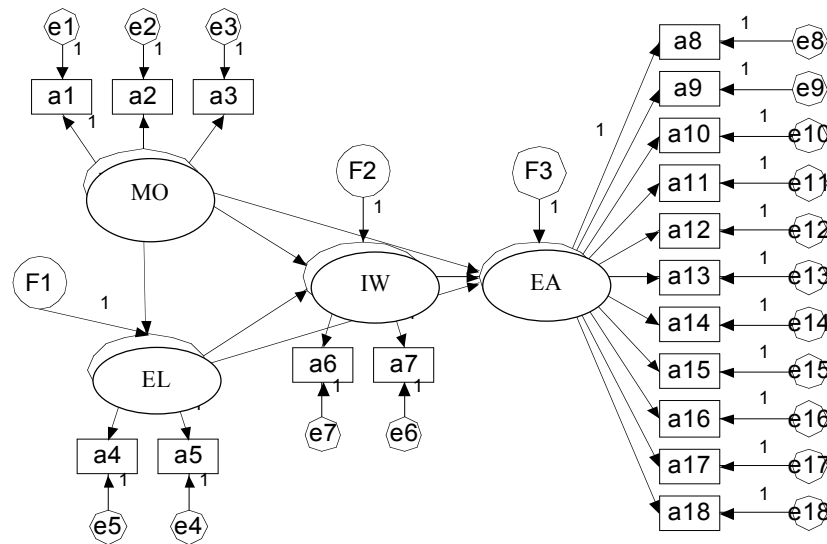 e1 e2 e3
1 1 1
a1 a2 a3
1
MO
F1
1
EL
a4 a5
1 1
e5 e4
F2
1
IW
a6 a7
1 1
e7 e6
F3
1
EA
1
a8 1 e8
a9 1 e9
a10 1 e10
a11 1 e11
a12 1 e12
a13 1 e13
a14 1 e14
a15 1 e15
a16 1 e16
a17 1 e17
a18 1 e18